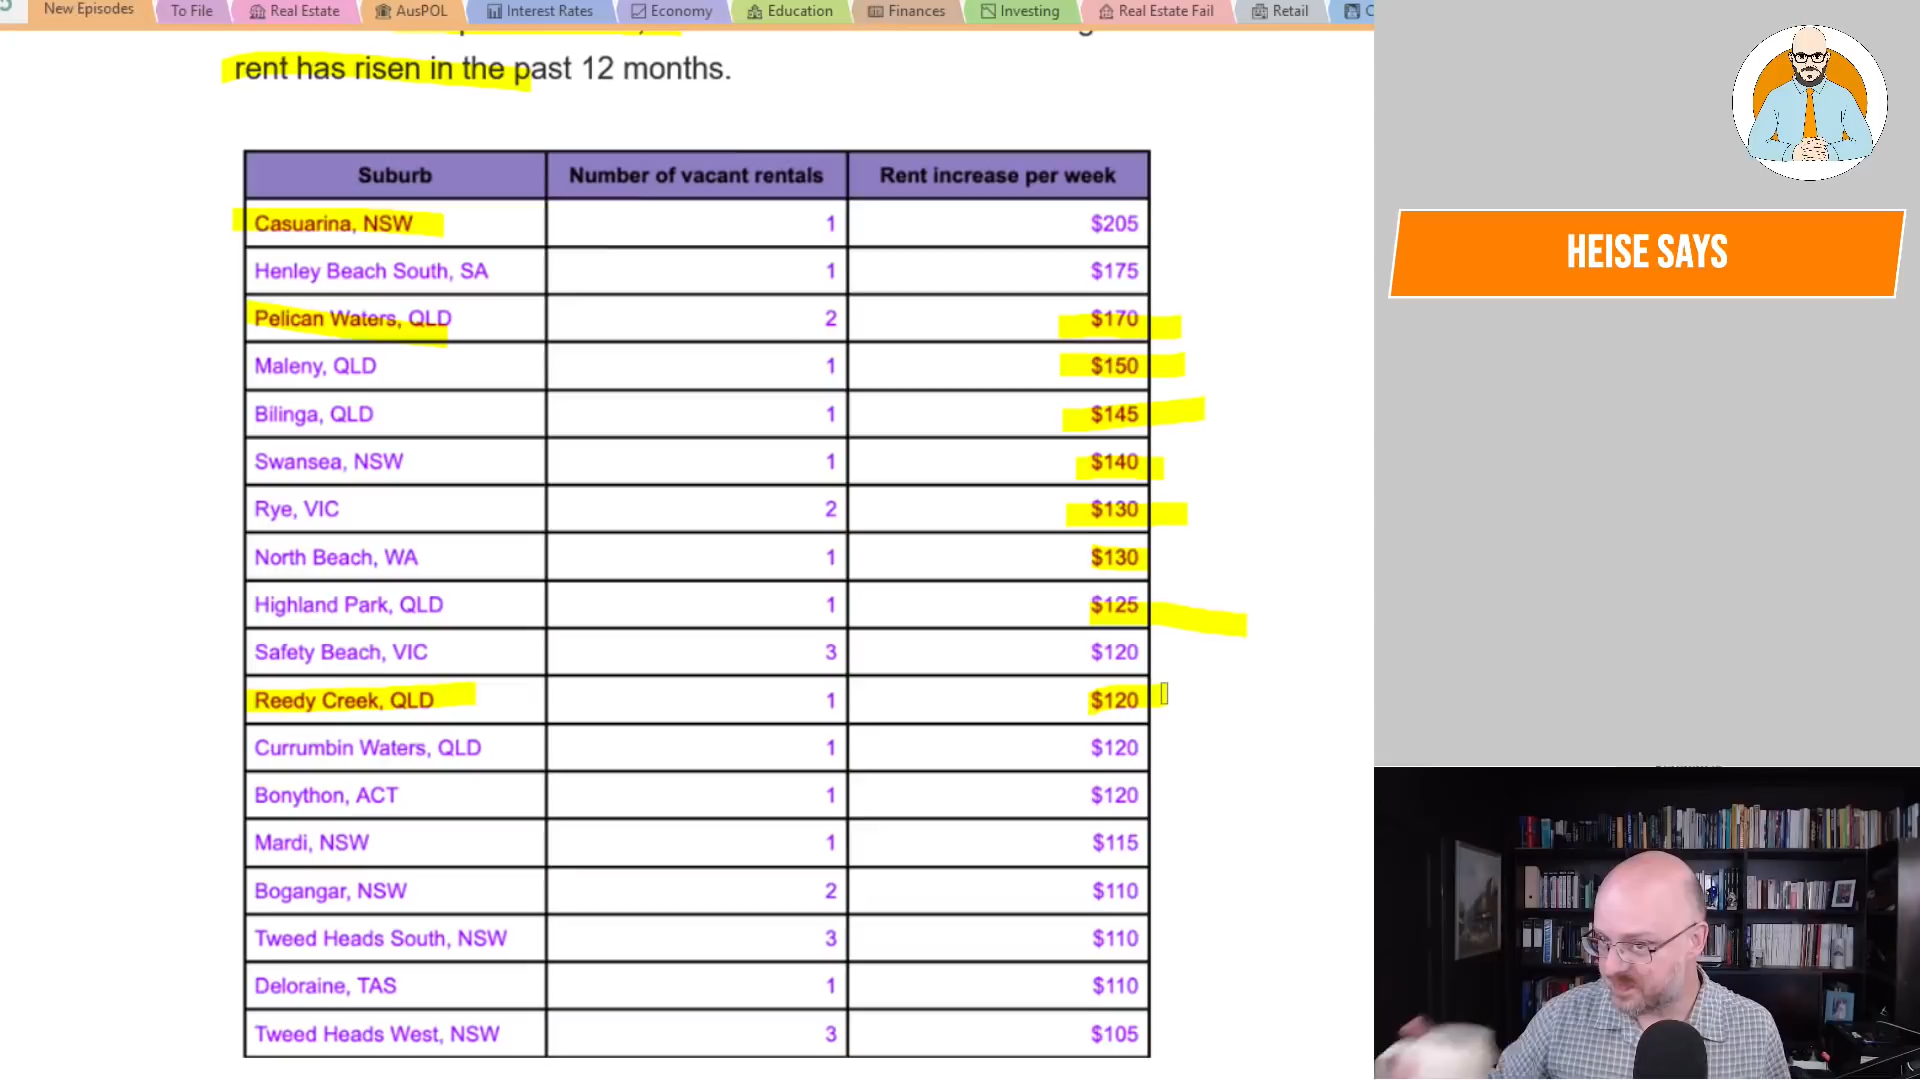 New Episodes To File Real Estate AusPOL Interest Rates Economy Education Finances Investing Real Estate Fail Retail
rent has risen in the past 12 months.
Suburb Number of vacant rentals Rent increase per week
Casuarina, NSW 1 $205
Henley Beach South, SA 1 $175
Pelican Waters, QLD 2 $170
Maleny, QLD 1 $150
Bilinga, QLD 1 $145
Swansea, NSW 1 $140
Rye, VIC 2 $130
North Beach, WA 1 $130
Highland Park, QLD 1 $125
Safety Beach, VIC 3 $120
Reedy Creek, QLD 1 $120
Currumbin Waters, QLD 1 $120
Bonython, ACT 1 $120
Mardi, NSW 1 $115
Bogangar, NSW 2 $110
Tweed Heads South, NSW 3 $110
Deloraine, TAS 1 $110
Tweed Heads West, NSW 3 $105
HEISE SAYS